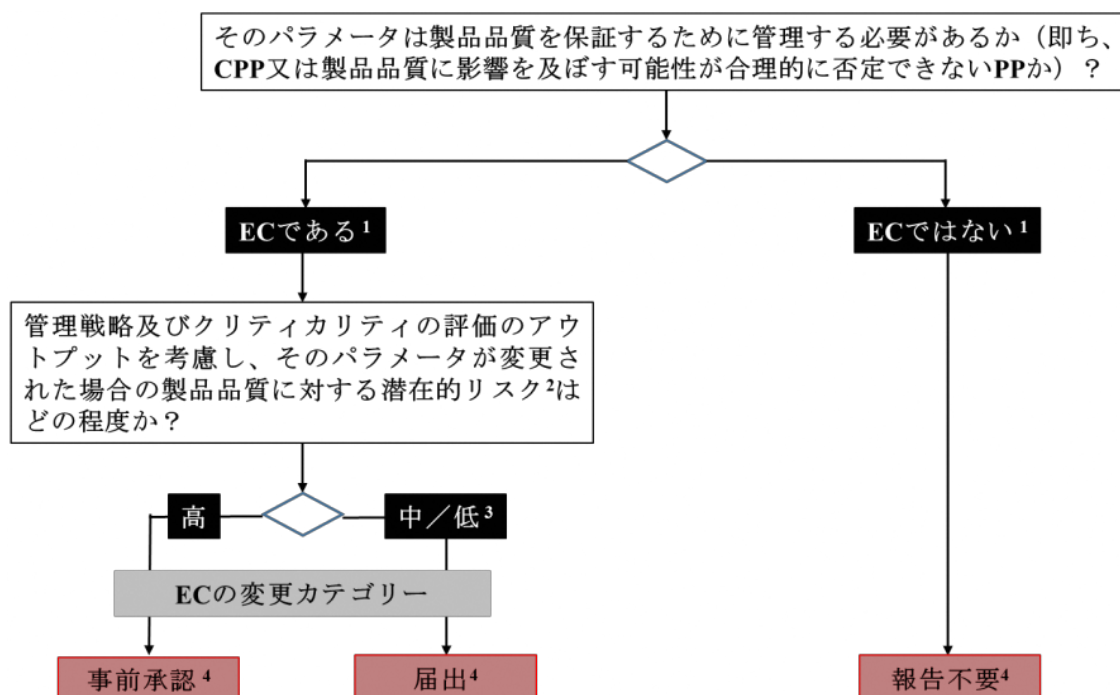 そのパラメータは製品品質を保証するために管理する必要があるか（即ち、
CPP又は製品品質に影響を及ぼす可能性が合理的に否定できないPPか）？
ECである¹
ECではない¹
管理戦略及びクリティカリティの評価のアウ
トプットを考慮し、そのパラメータが変更さ
れた場合の製品品質に対する潜在的リスク²は
どの程度か？
高
中／低³
ECの変更カテゴリー
事前承認⁴
届出⁴
報告不要⁴